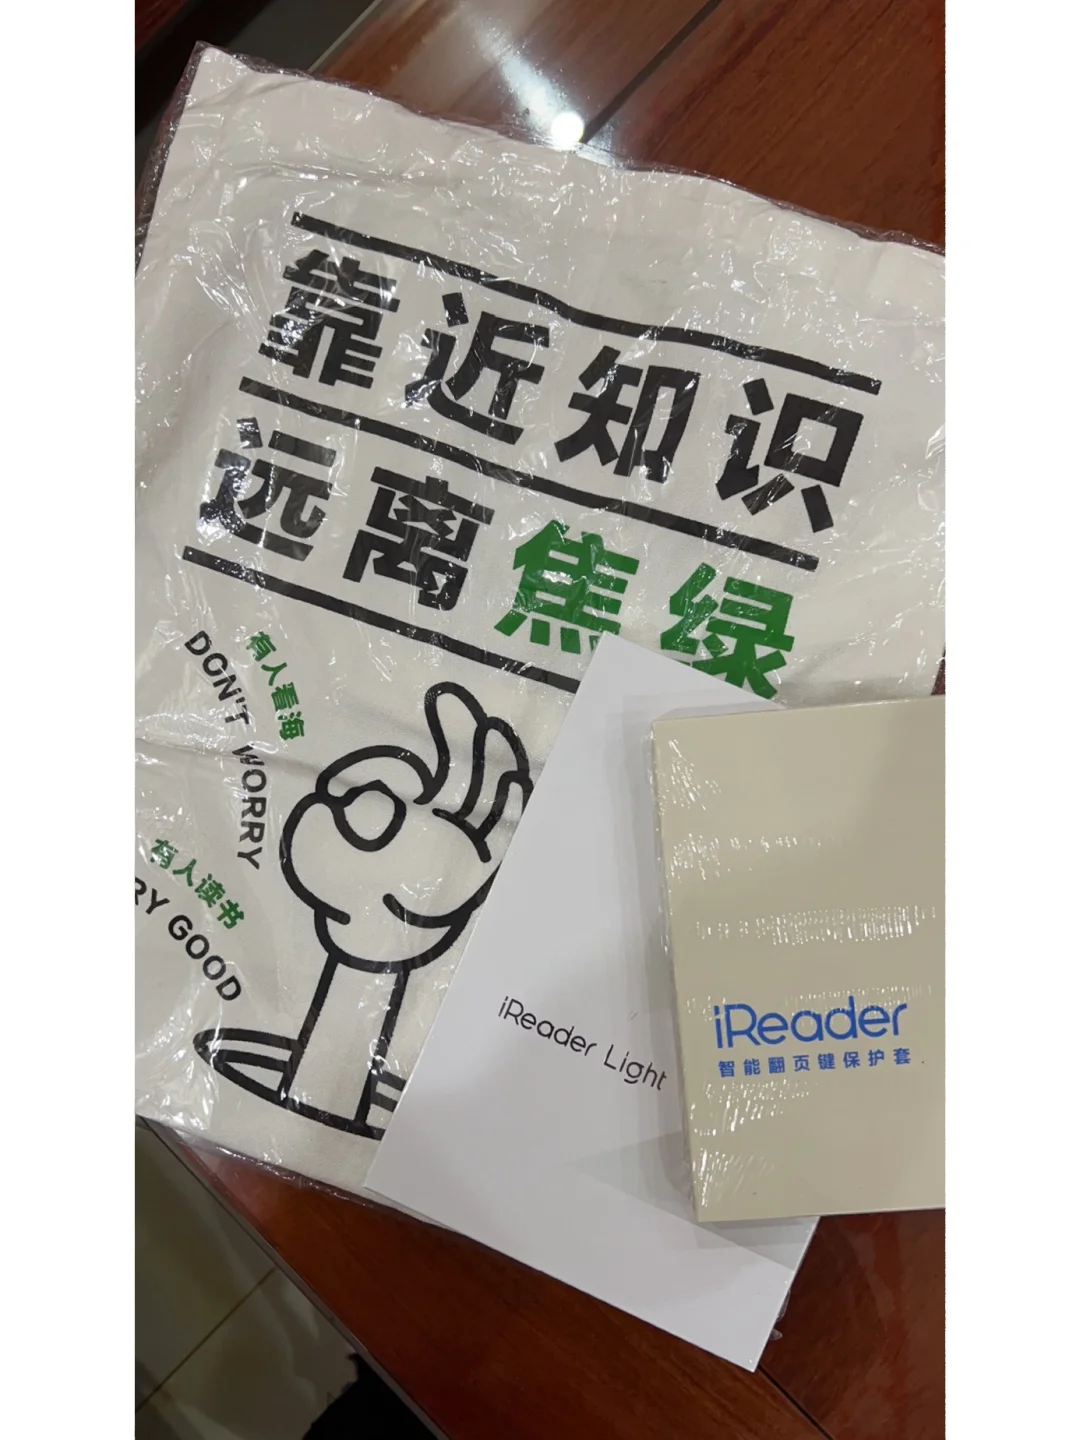 靠近知识
远离焦绿
有人看海
DON'T WORRY
有人读书
RY GOOD
iReader Light
iReader
智能翻页键保护套